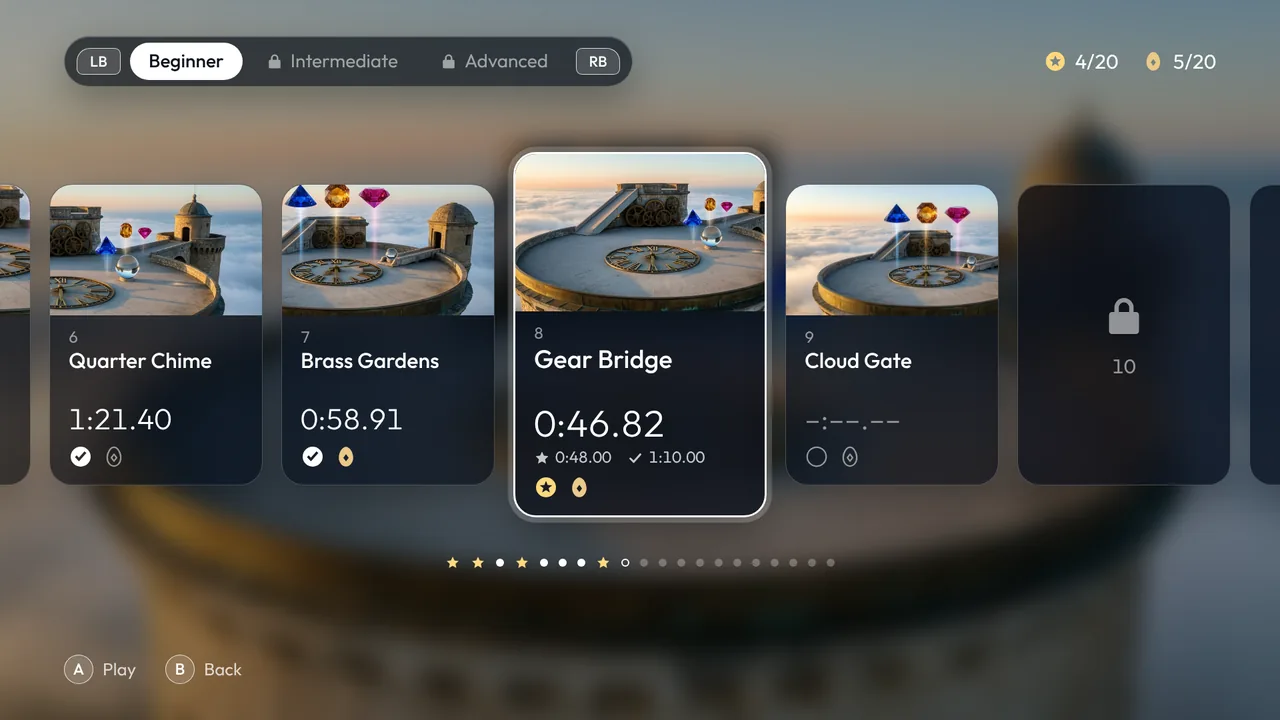 LB Beginner Intermediate Advanced RB
4/20 5/20
6
Quarter Chime
1:21.40
7
Brass Gardens
0:58.91
8
Gear Bridge
0:46.82
0:48.00 1:10.00
9
Cloud Gate
–:––.––
10
A Play B Back